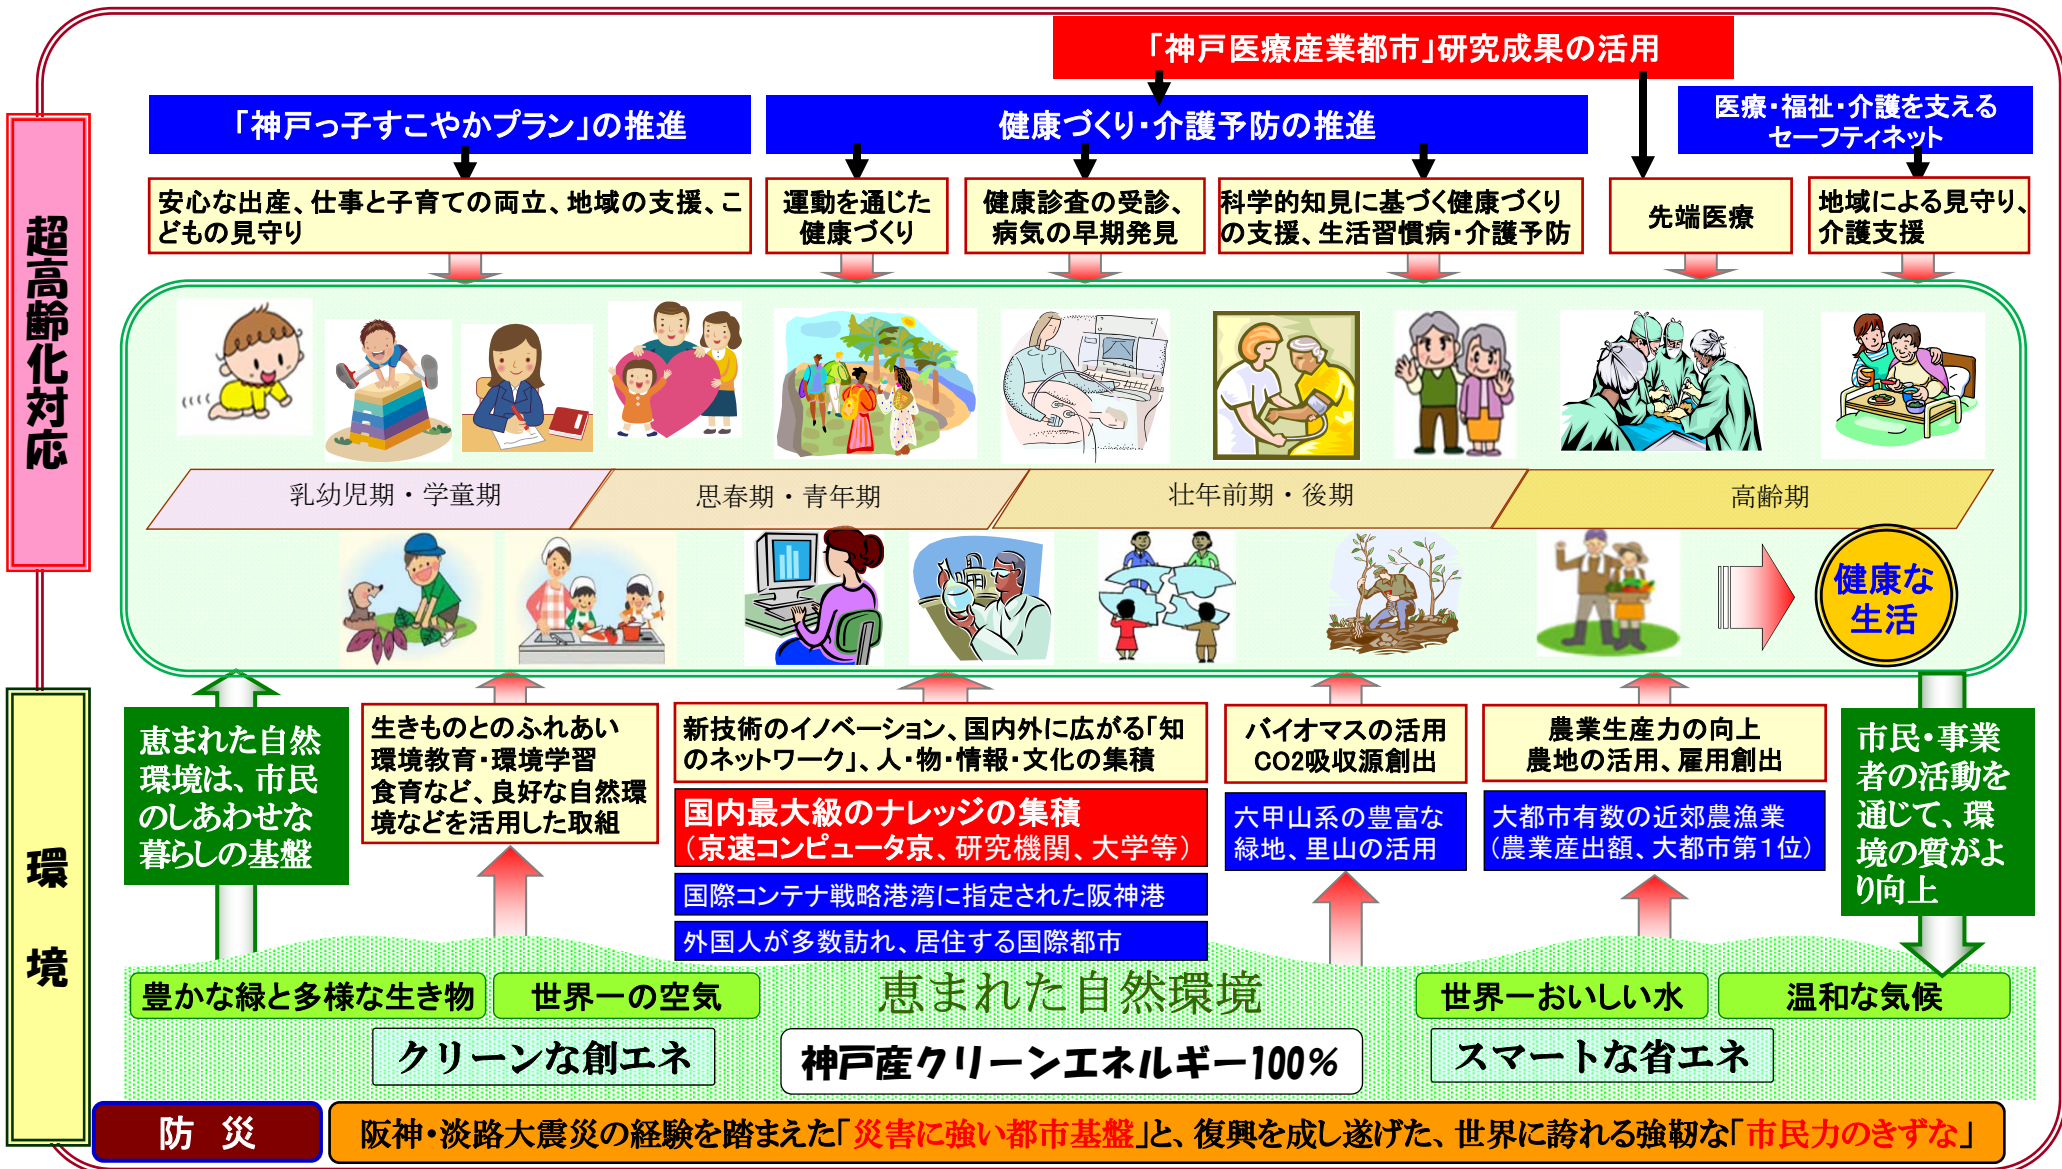 「神戸医療産業都市」研究成果の活用
「神戸っ子すこやかプラン」の推進
健康づくり・介護予防の推進
医療・福祉・介護を支える
セーフティネット
安心な出産、仕事と子育ての両立、地域の支援、こ
どもの見守り
運動を通じた
健康づくり
健康診査の受診、
病気の早期発見
科学的知見に基づく健康づくり
の支援、生活習慣病・介護予防
先端医療
地域による見守り、
介護支援
超高齢化対応
乳幼児期・学童期
思春期・青年期
壮年前期・後期
高齢期
健康な
生活
環 境
恵まれた自然
環境は、市民
のしあわせな
暮らしの基盤
生きものとのふれあい
環境教育・環境学習
食育など、良好な自然環
境などを活用した取組
新技術のイノベーション、国内外に広がる「知
のネットワーク」、人・物・情報・文化の集積
国内最大級のナレッジの集積
（京速コンピュータ京、研究機関、大学等）
国際コンテナ戦略港湾に指定された阪神港
外国人が多数訪れ、居住する国際都市
バイオマスの活用
CO2吸収源創出
六甲山系の豊富な
緑地、里山の活用
農業生産力の向上
農地の活用、雇用創出
大都市有数の近郊農漁業
（農業産出額、大都市第１位）
市民・事業
者の活動を
通じて、環
境の質がよ
り向上
豊かな緑と多様な生き物
世界一の空気
恵まれた自然環境
世界一おいしい水
温和な気候
クリーンな創エネ
神戸産クリーンエネルギー100％
スマートな省エネ
防 災
阪神・淡路大震災の経験を踏まえた「災害に強い都市基盤」と、復興を成し遂げた、世界に誇れる強靭な「市民力のきずな」